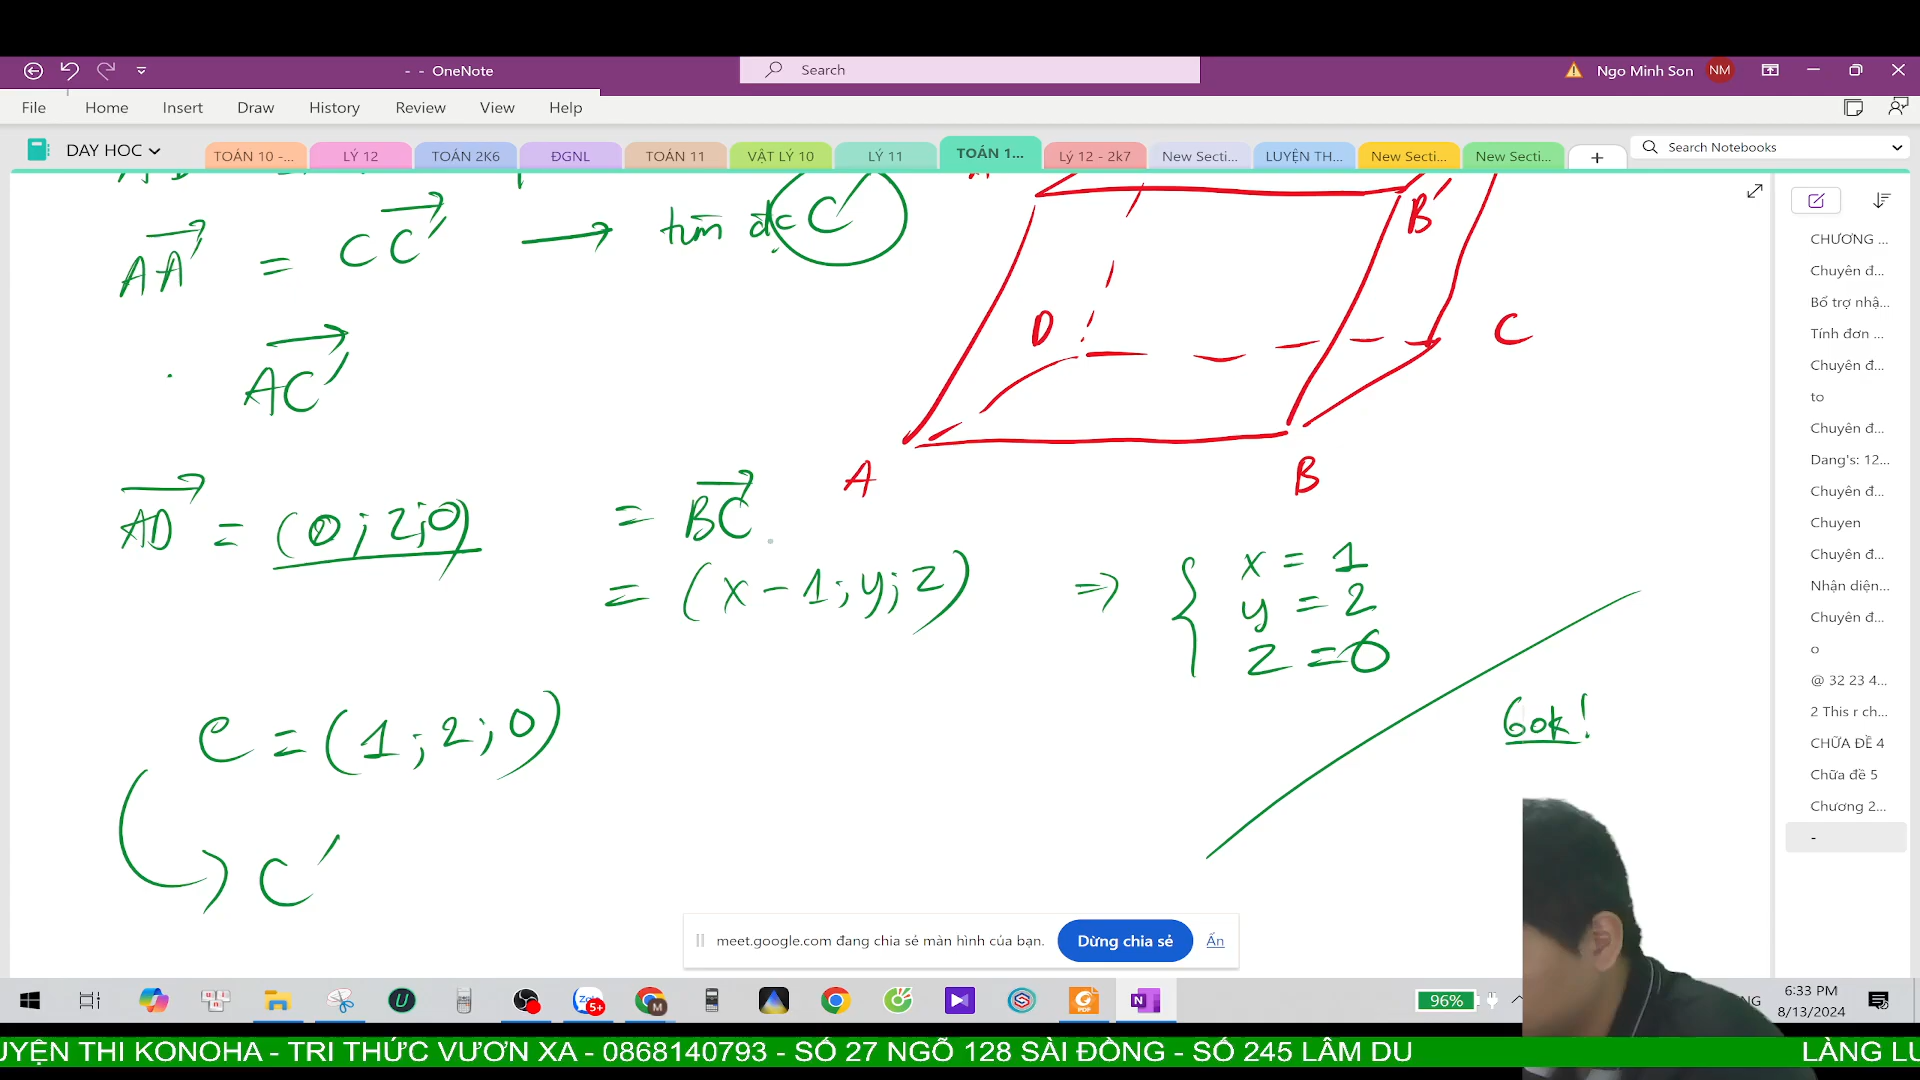 - - OneNote
Search
Ngo Minh Son NM
File Home Insert Draw History Review View Help
DAY HOC
TOÁN 10 -... LÝ 12 TOÁN 2K6 ĐGNL TOÁN 11 VẬT LÝ 10 LÝ 11 TOÁN 1... Lý 12 - 2k7 New Secti... LUYỆN TH... New Secti... New Secti... +
Search Notebooks
AA' = CC' → tìm đc C'
AC'
AD = (0; 2; 0) = BC
= (x - 1; y; z) => { x = 1
y = 2
z = 0
C = (1; 2; 0)
C'
Gok!
B'
D
C
A
B
CHƯƠNG ...
Chuyên đ...
Bổ trợ nhậ...
Tính đơn ...
Chuyên đ...
to
Chuyên đ...
Dang's: 12...
Chuyên đ...
Chuyen
Chuyên đ...
Nhận diện...
Chuyên đ...
o
@ 32 23 4...
2 This r ch...
CHỮA ĐỀ 4
Chữa đề 5
Chương 2...
-
meet.google.com đang chia sẻ màn hình của bạn. Dừng chia sẻ Ẩn
96%
NG
6:33 PM
8/13/2024
UYỆN THI KONOHA - TRI THỨC VƯƠN XA - 0868140793 - SỐ 27 NGÕ 128 SÀI ĐỒNG - SỐ 245 LÂM DU LÀNG LU